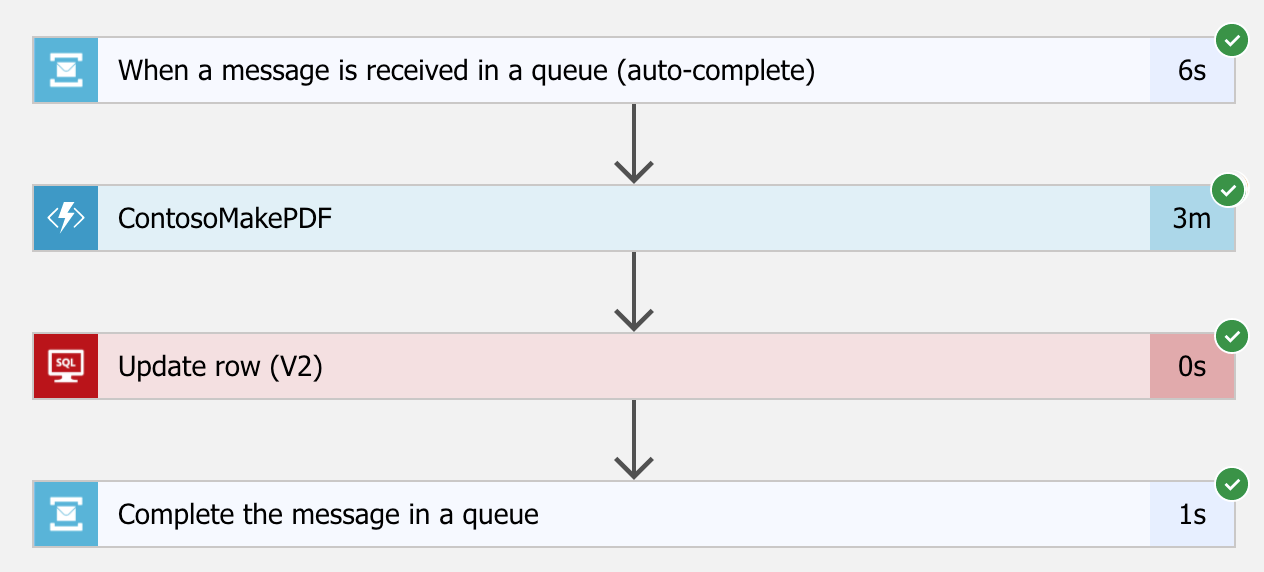 When a message is received in a queue (auto-complete) 6s
ContosoMakePDF 3m
SQL Update row (V2) 0s
Complete the message in a queue 1s